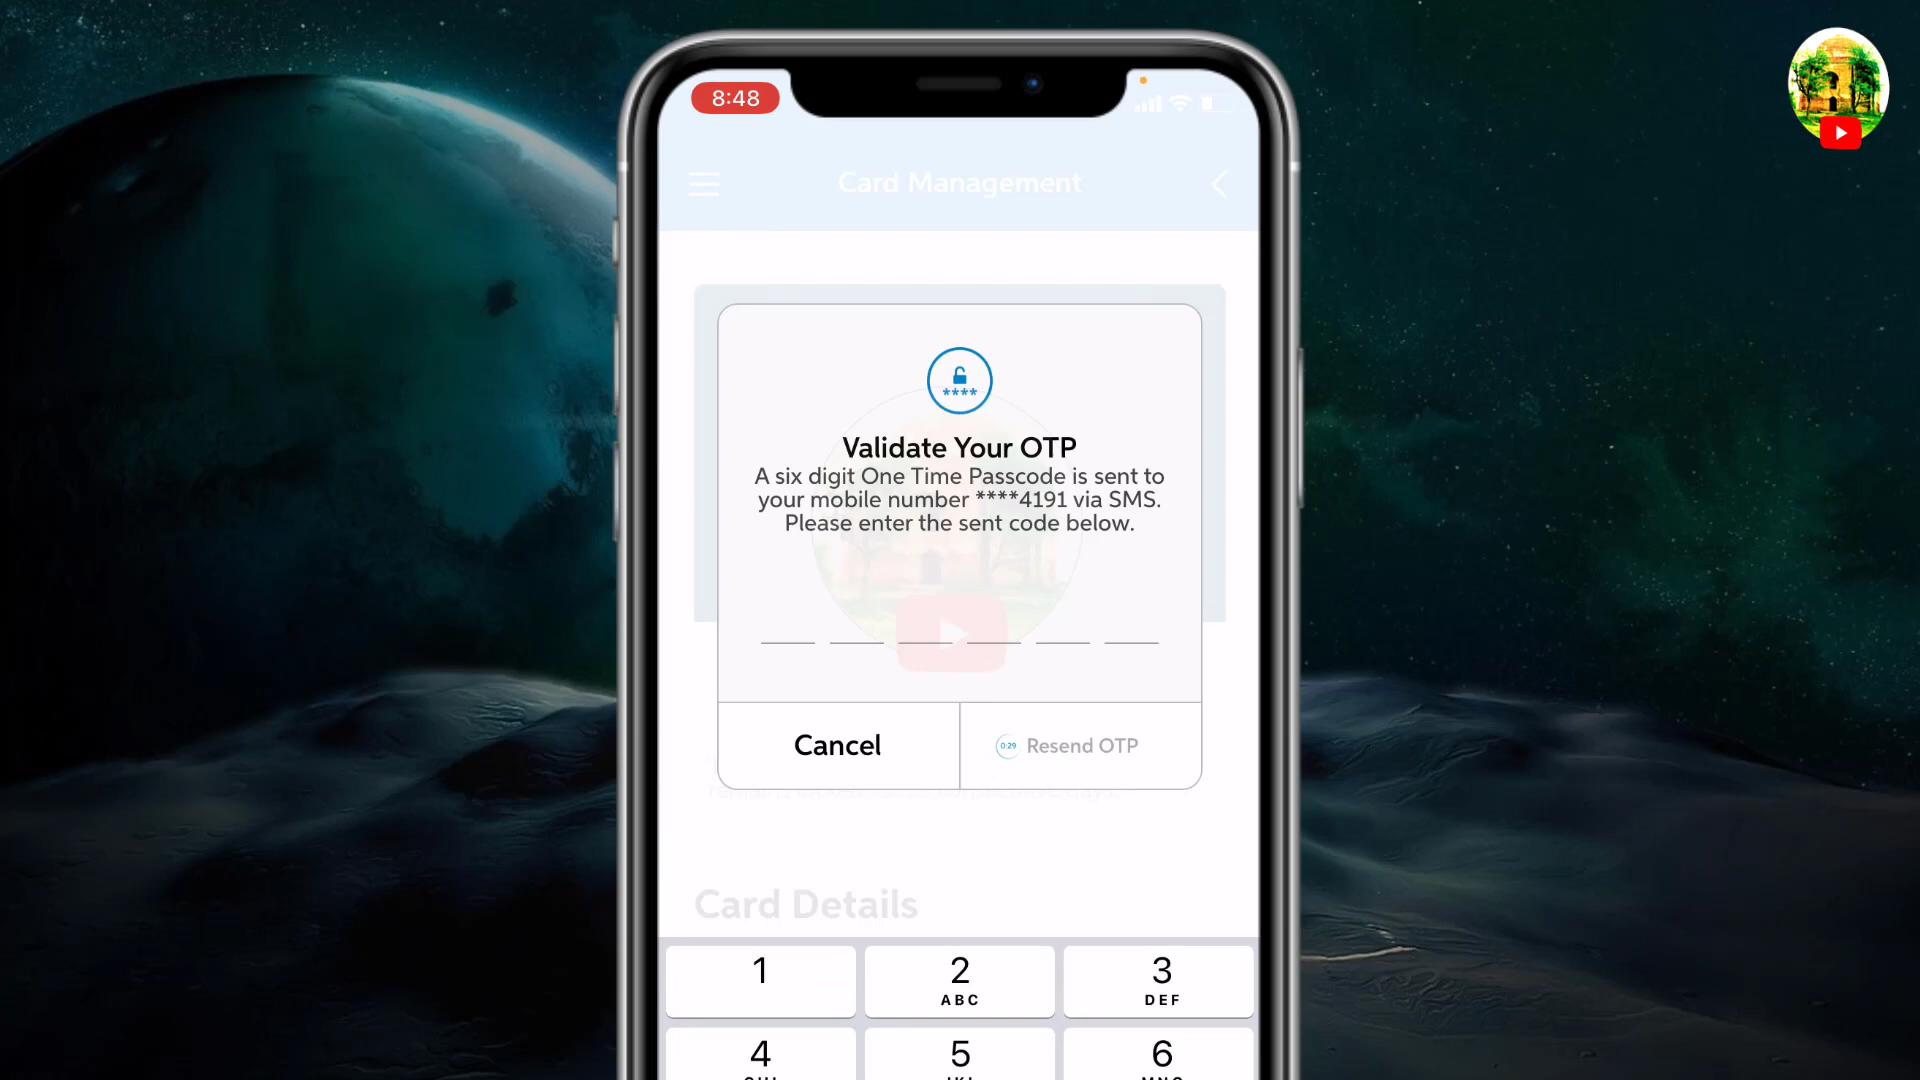 8:48
Card Management
****
Validate Your OTP
A six digit One Time Passcode is sent to
your mobile number ****4191 via SMS.
Please enter the sent code below.
Cancel
0:29 Resend OTP
Card Details
1
2
ABC
3
DEF
4
5
6